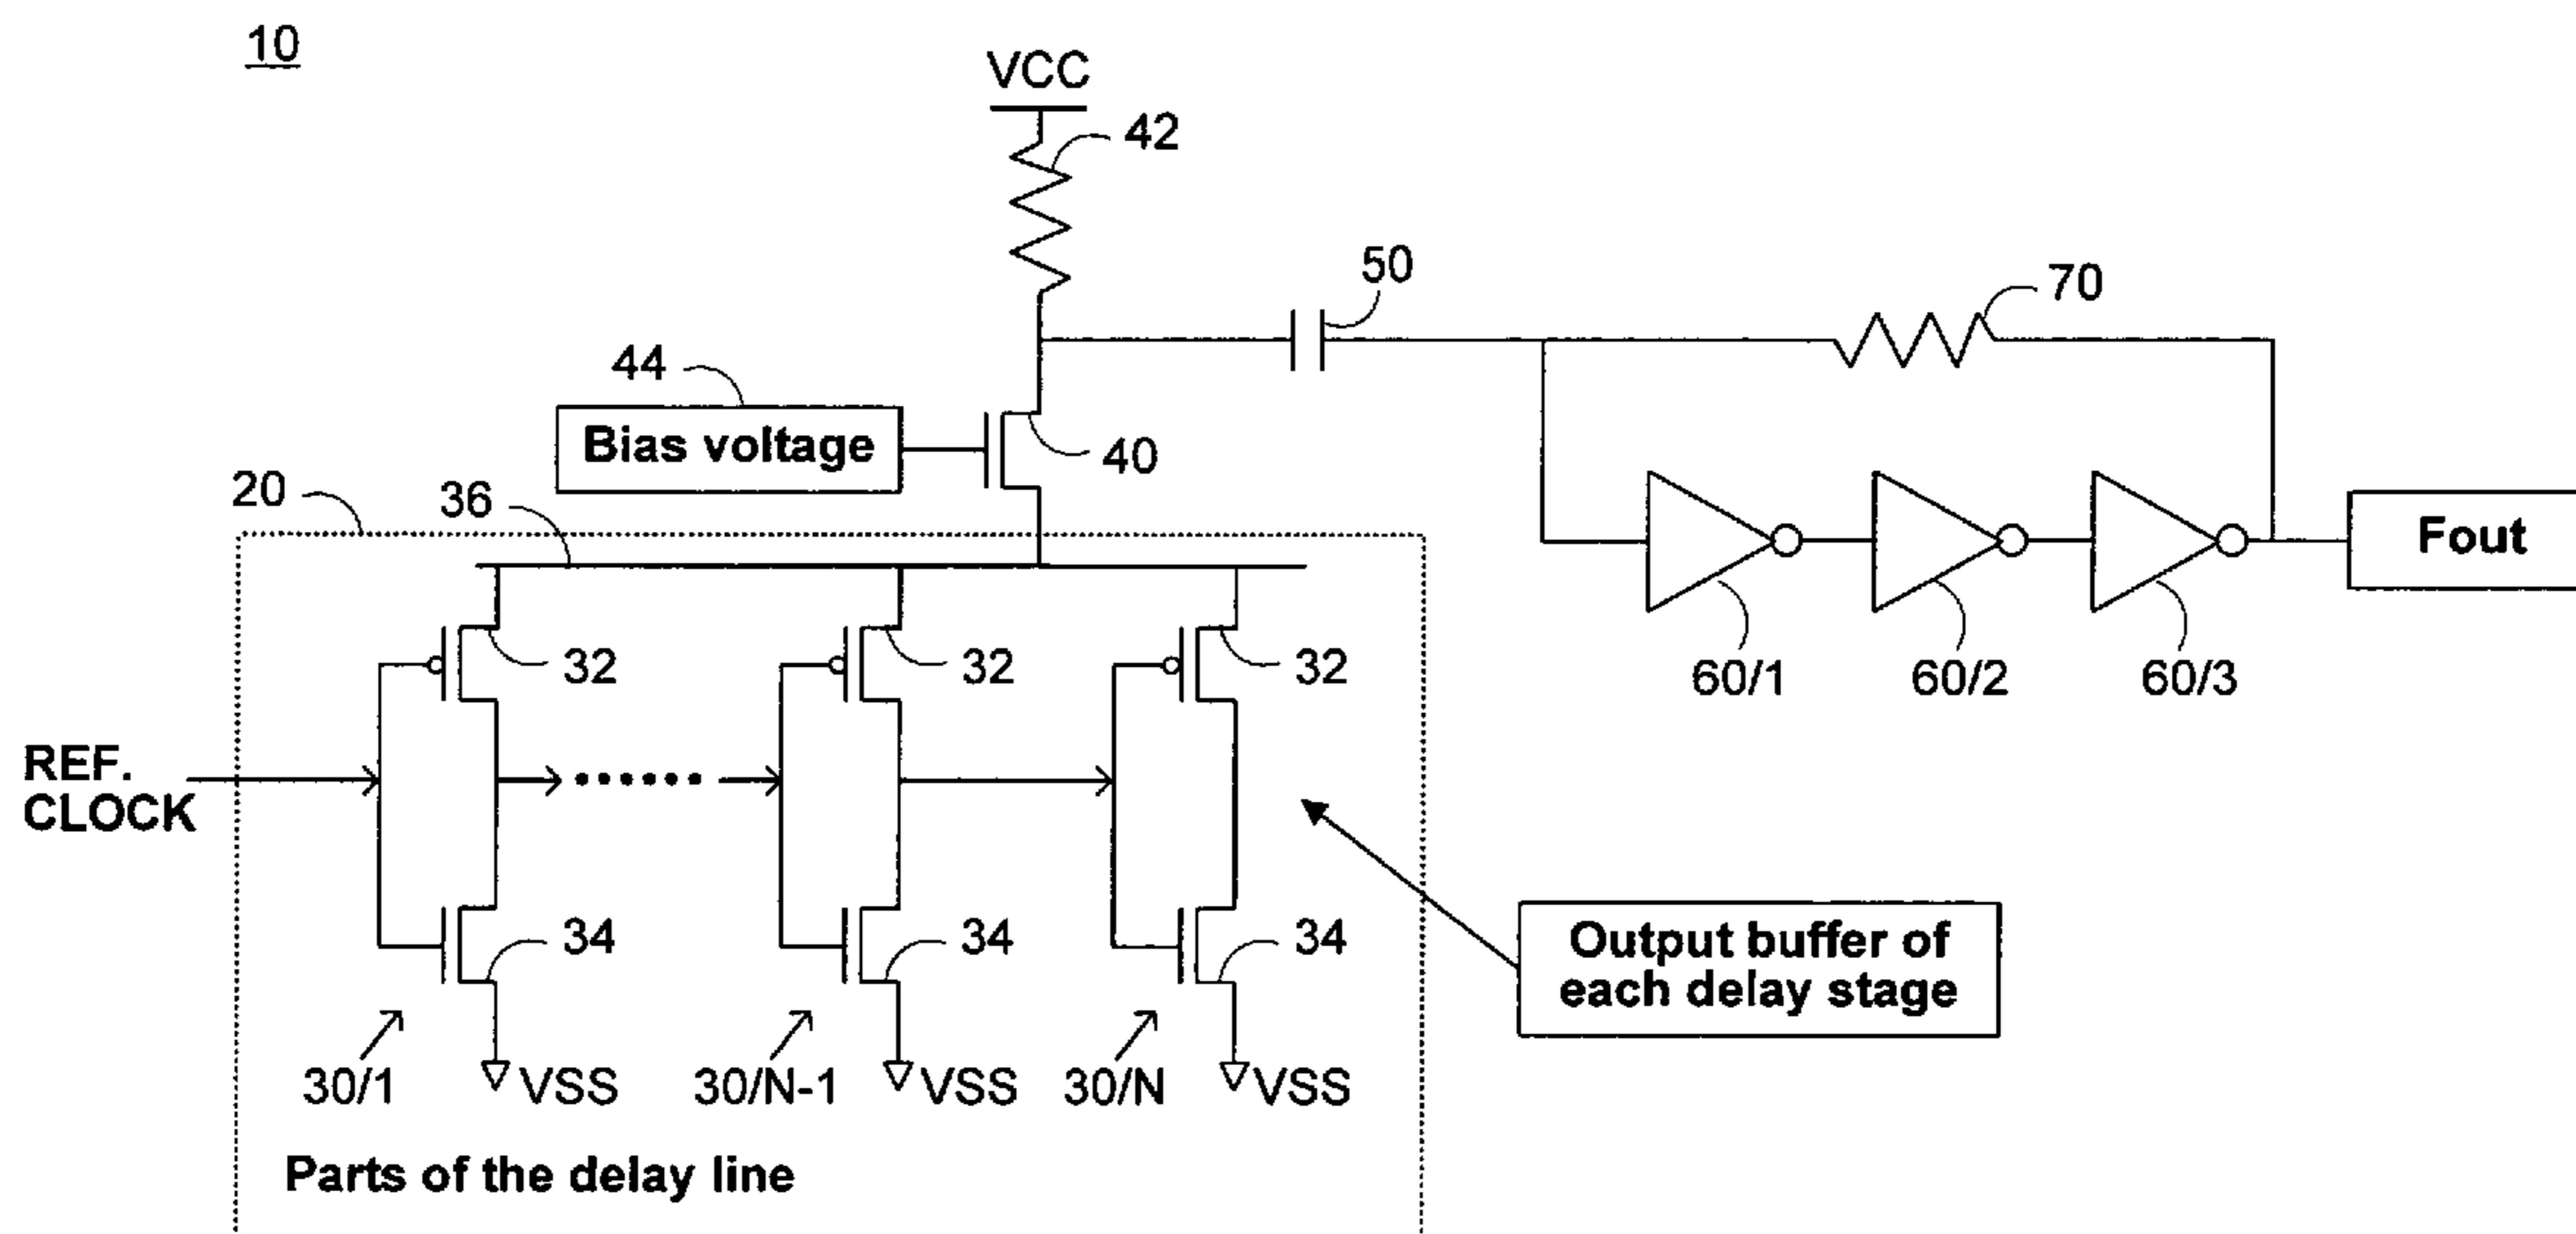 10
VCC
42
50
70
44
Bias voltage
40
20
36
Fout
32
32
32
60/1
60/2
60/3
REF.
CLOCK
34
34
34
Output buffer of
each delay stage
30/1
VSS
30/N-1
VSS
30/N
VSS
Parts of the delay line